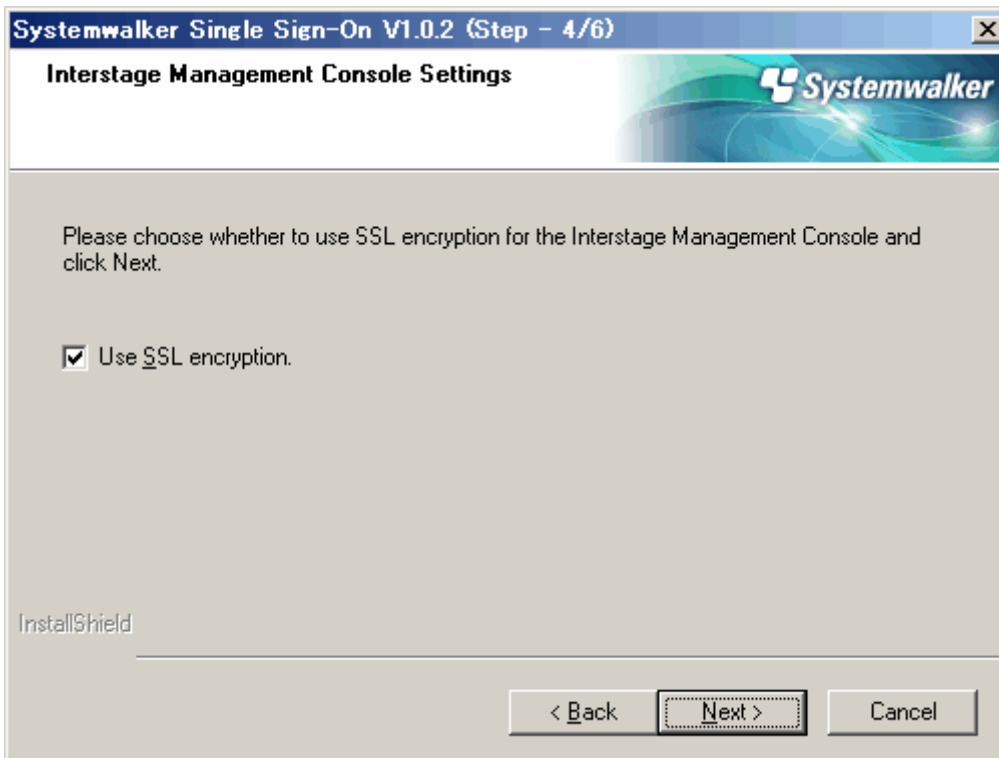 Systemwalker Single Sign-On V1.0.2 (Step - 4/6)
Interstage Management Console Settings
Systemwalker
Please choose whether to use SSL encryption for the Interstage Management Console and
click Next.
Use SSL encryption.
InstallShield
< Back Next > Cancel